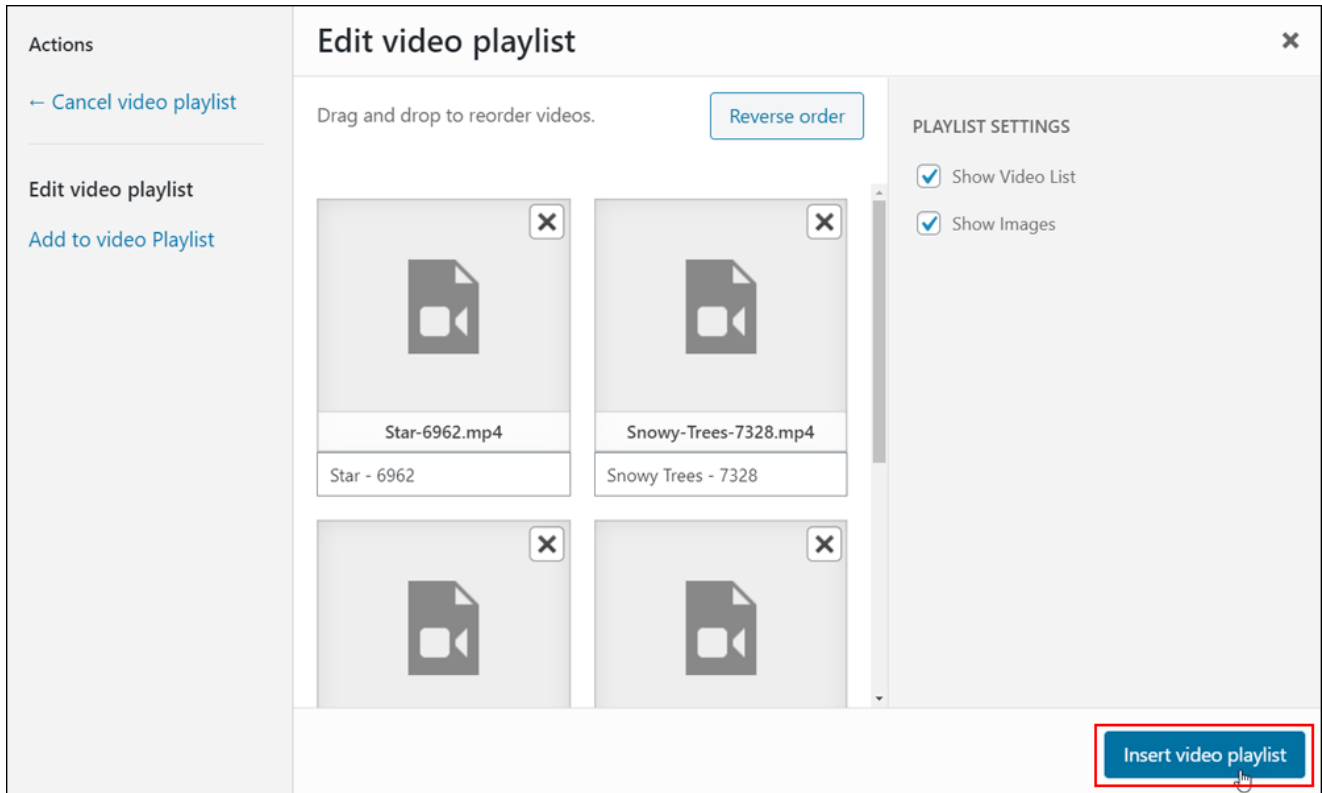 Actions
← Cancel video playlist
Edit video playlist
Add to video Playlist
Edit video playlist
Drag and drop to reorder videos.
Reverse order
Star-6962.mp4
Star - 6962
Snowy-Trees-7328.mp4
Snowy Trees - 7328
PLAYLIST SETTINGS
Show Video List
Show Images
Insert video playlist